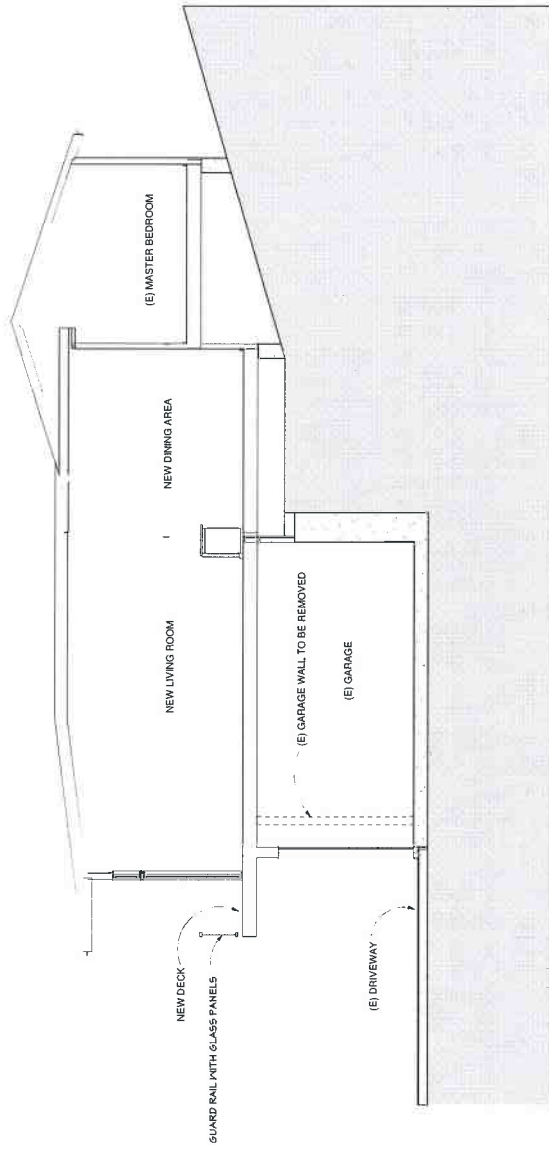 (E) MASTER BEDROOM
NEW DINING AREA
NEW LIVING ROOM
(E) GARAGE WALL TO BE REMOVED
(E) GARAGE
NEW DECK
GUARD RAIL WITH GLASS PANELS
(E) DRIVEWAY